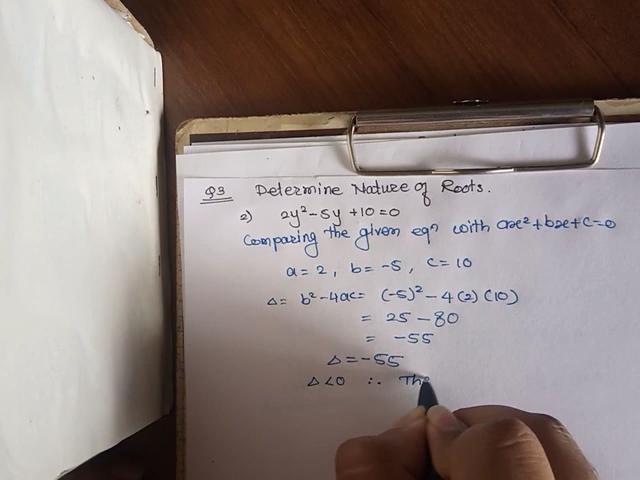 Q3 Determine Nature of Roots.
2) 2y² - 5y + 10 = 0
Comparing the given eqn with ax² + bx + c = 0
a = 2, b = -5, c = 10
Δ = b² - 4ac = (-5)² - 4(2)(10)
= 25 - 80
= -55
Δ = -55
Δ < 0 ∴ The